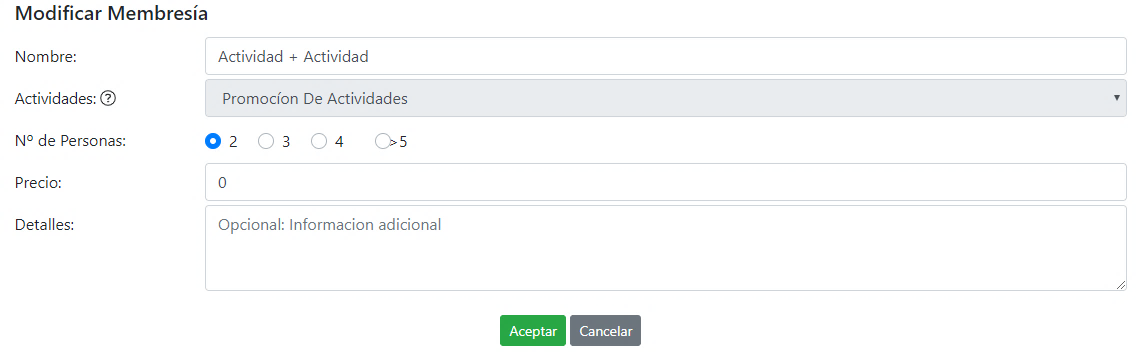 Modificar Membresía
Nombre: Actividad + Actividad
Actividades: ? Promocíon De Actividades
Nº de Personas: 2 3 4 >5
Precio: 0
Detalles: Opcional: Informacion adicional
Aceptar Cancelar